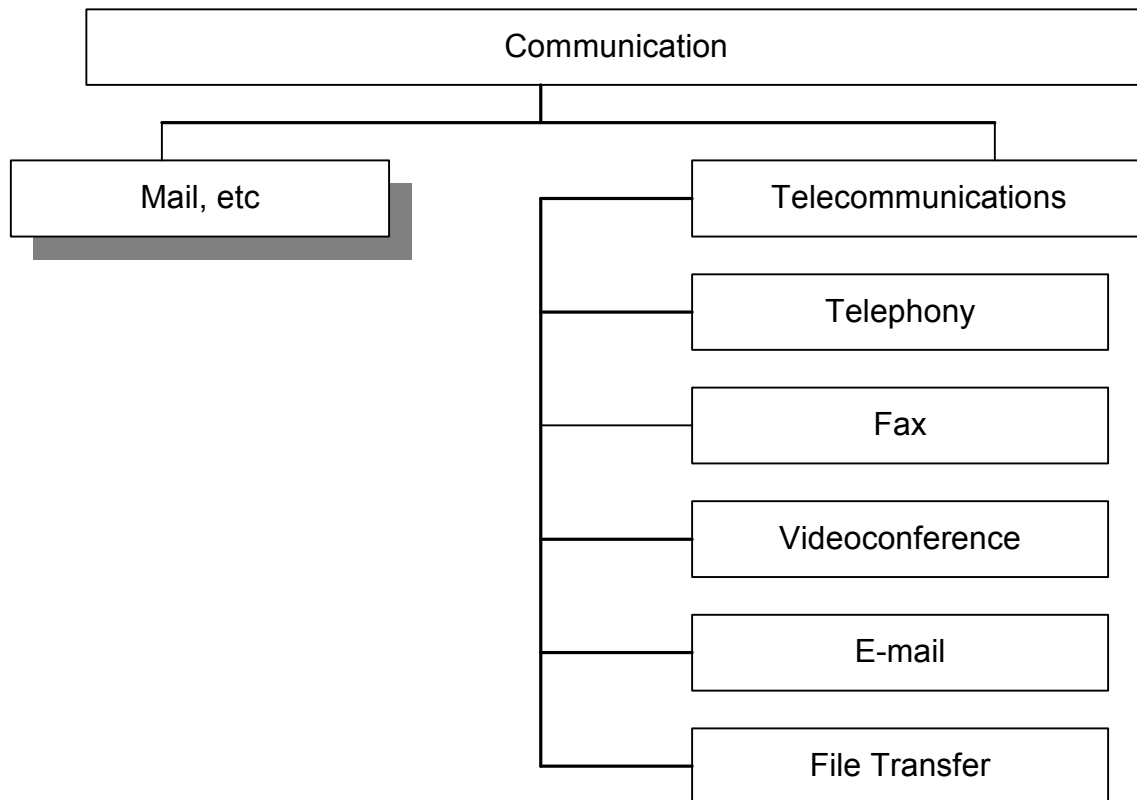 Communication
Mail, etc
Telecommunications
Telephony
Fax
Videoconference
E-mail
File Transfer